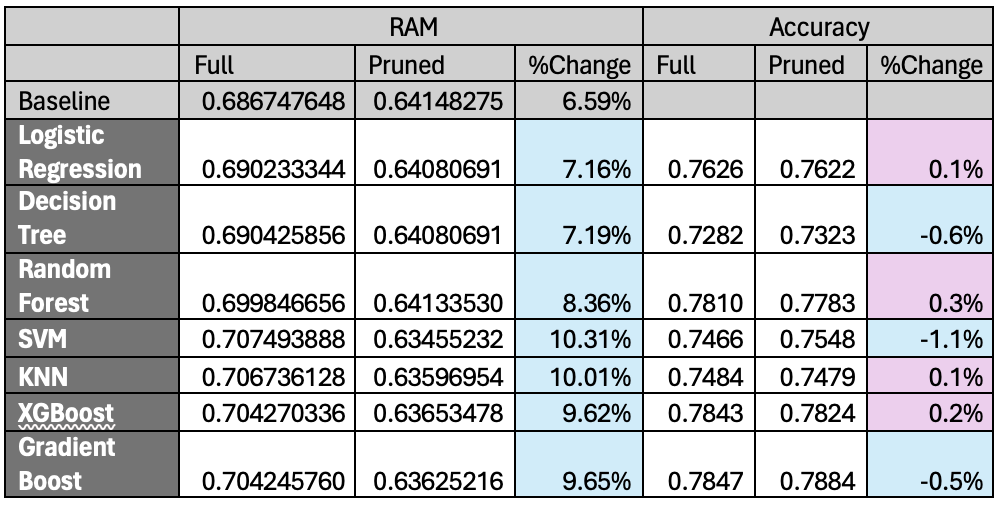 RAM Accuracy
Full Pruned %Change Full Pruned %Change
Baseline 0.686747648 0.64148275 6.59%
Logistic
Regression 0.690233344 0.64080691 7.16% 0.7626 0.7622 0.1%
Decision
Tree 0.690425856 0.64080691 7.19% 0.7282 0.7323 -0.6%
Random
Forest 0.699846656 0.64133530 8.36% 0.7810 0.7783 0.3%
SVM 0.707493888 0.63455232 10.31% 0.7466 0.7548 -1.1%
KNN 0.706736128 0.63596954 10.01% 0.7484 0.7479 0.1%
XGBoost 0.704270336 0.63653478 9.62% 0.7843 0.7824 0.2%
Gradient
Boost 0.704245760 0.63625216 9.65% 0.7847 0.7884 -0.5%